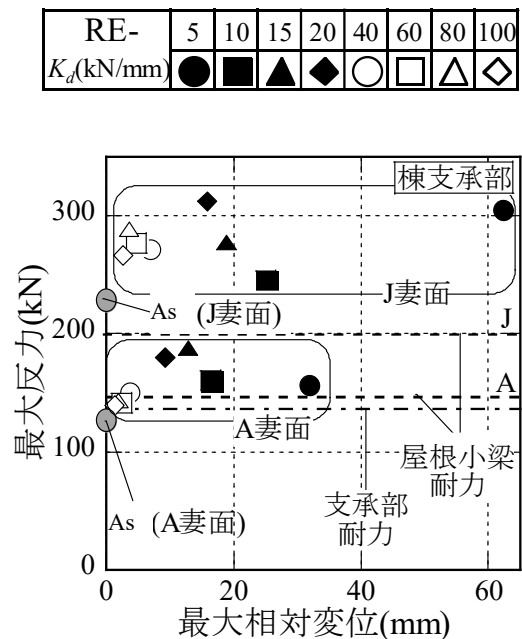 RE- 5 10 15 20 40 60 80 100
K_d(kN/mm)
棟支承部
300
As
(J妻面)
J妻面
J
200
A
A妻面
屋根小梁
耐力
支承部
耐力
100
As
(A妻面)
0
0 20 40 60
最大反力(kN)
最大相対変位(mm)